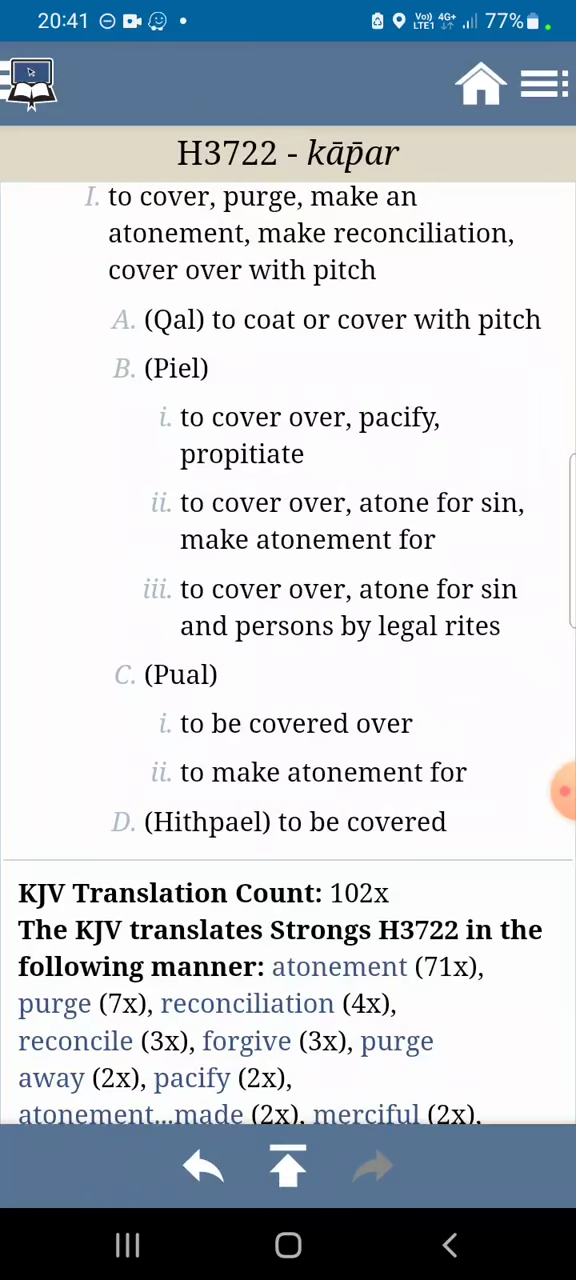 20:41
Vo)) 4G+ 77%
LTE1
H3722 - kāp̄ar
I. to cover, purge, make an
atonement, make reconciliation,
cover over with pitch
A. (Qal) to coat or cover with pitch
B. (Piel)
i. to cover over, pacify,
propitiate
ii. to cover over, atone for sin,
make atonement for
iii. to cover over, atone for sin
and persons by legal rites
C. (Pual)
i. to be covered over
ii. to make atonement for
D. (Hithpael) to be covered
KJV Translation Count: 102x
The KJV translates Strongs H3722 in the
following manner: atonement (71x),
purge (7x), reconciliation (4x),
reconcile (3x), forgive (3x), purge
away (2x), pacify (2x),
atonement...made (2x), merciful (2x),